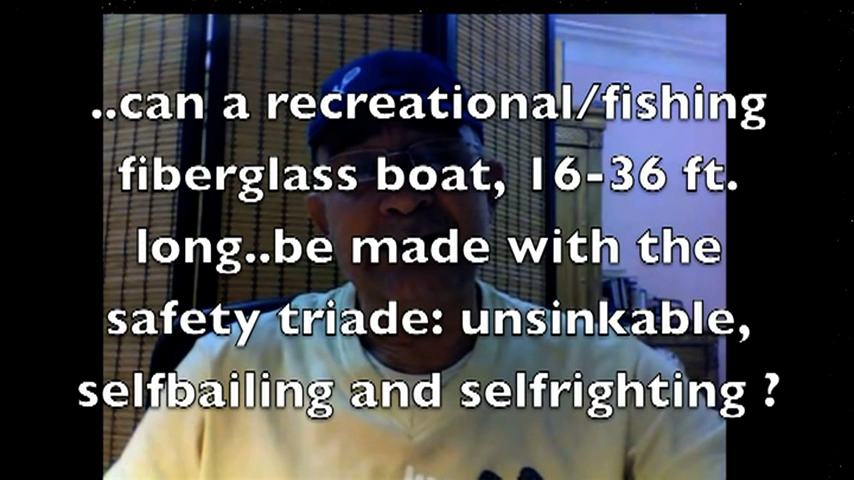 ..can a recreational/fishing
fiberglass boat, 16-36 ft.
long..be made with the
safety triade: unsinkable,
selfbailing and selfrighting ?